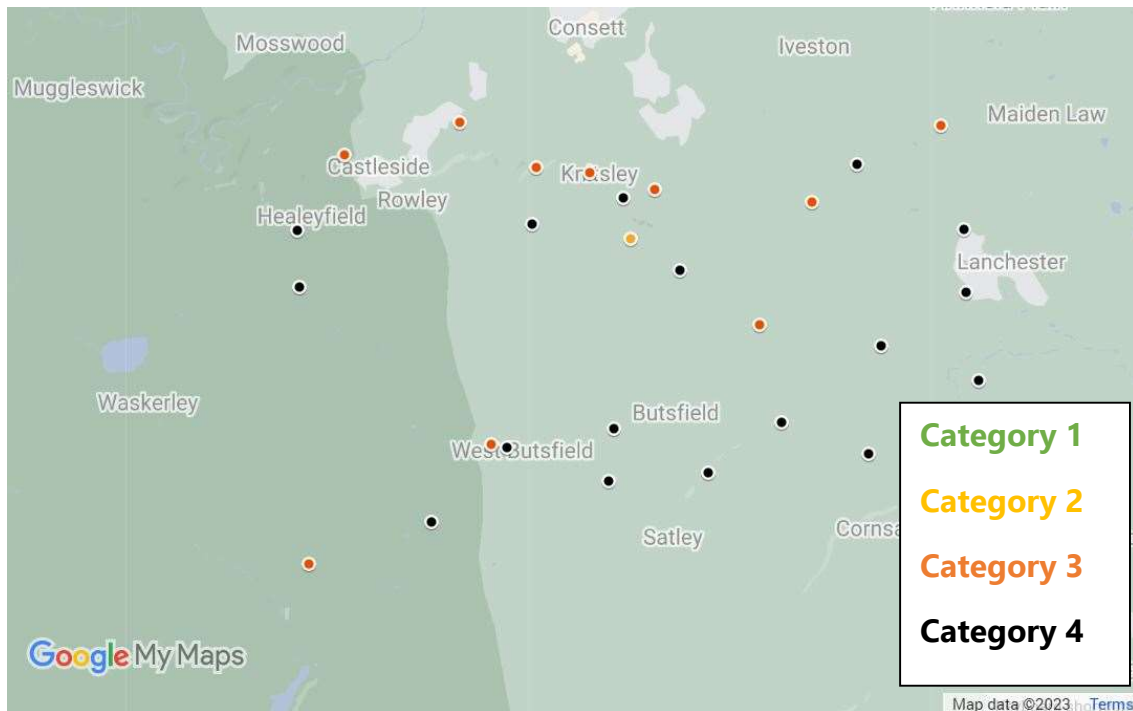 Consett
Mosswood
Iveston
Muggleswick
Maiden Law
Castleside
Knitsley
Rowley
Healeyfield
Lanchester
Waskerley
Butsfield
West Butsfield
Satley
Category 1
Category 2
Category 3
Category 4
Google My Maps
Map data ©2023 Terms